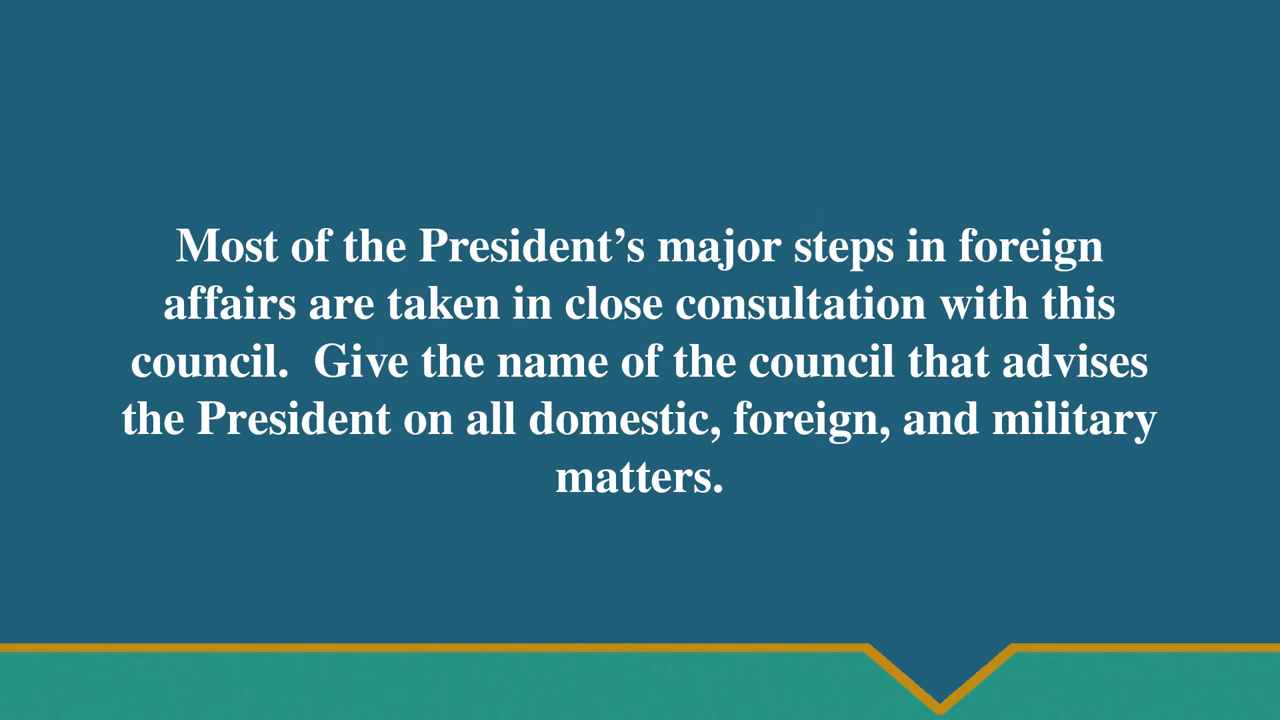 Most of the President’s major steps in foreign
affairs are taken in close consultation with this
council.  Give the name of the council that advises
the President on all domestic, foreign, and military
matters.